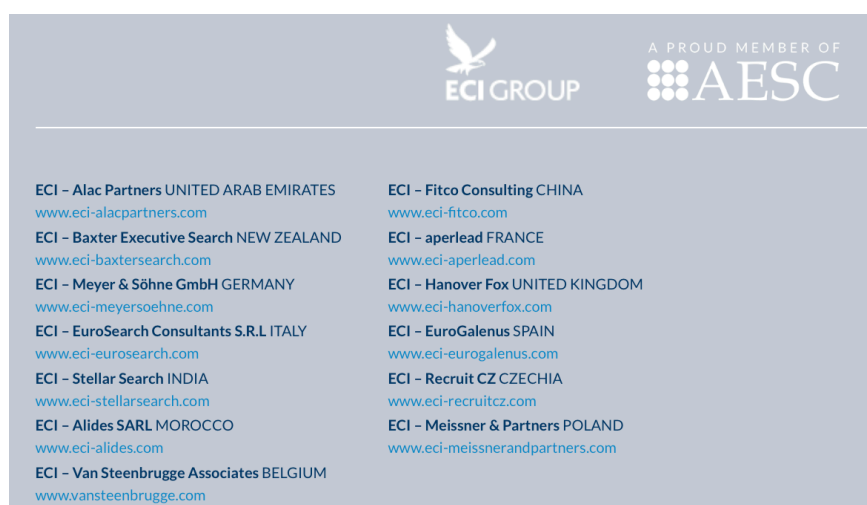 ECI GROUP
A PROUD MEMBER OF
AESC
ECI – Alac Partners UNITED ARAB EMIRATES
www.eci-alacpartners.com
ECI – Baxter Executive Search NEW ZEALAND
www.eci-baxtersearch.com
ECI – Meyer & Söhne GmbH GERMANY
www.eci-meyersoehne.com
ECI – EuroSearch Consultants S.R.L ITALY
www.eci-eurosearch.com
ECI – Stellar Search INDIA
www.eci-stellarsearch.com
ECI – Alides SARL MOROCCO
www.eci-alides.com
ECI – Van Steenbrugge Associates BELGIUM
www.vansteenbrugge.com
ECI – Fitco Consulting CHINA
www.eci-fitco.com
ECI – aperlead FRANCE
www.eci-aperlead.com
ECI – Hanover Fox UNITED KINGDOM
www.eci-hanoverfox.com
ECI – EuroGalenus SPAIN
www.eci-eurogalenus.com
ECI – Recruit CZ CZECHIA
www.eci-recruitcz.com
ECI – Meissner & Partners POLAND
www.eci-meissnerandpartners.com